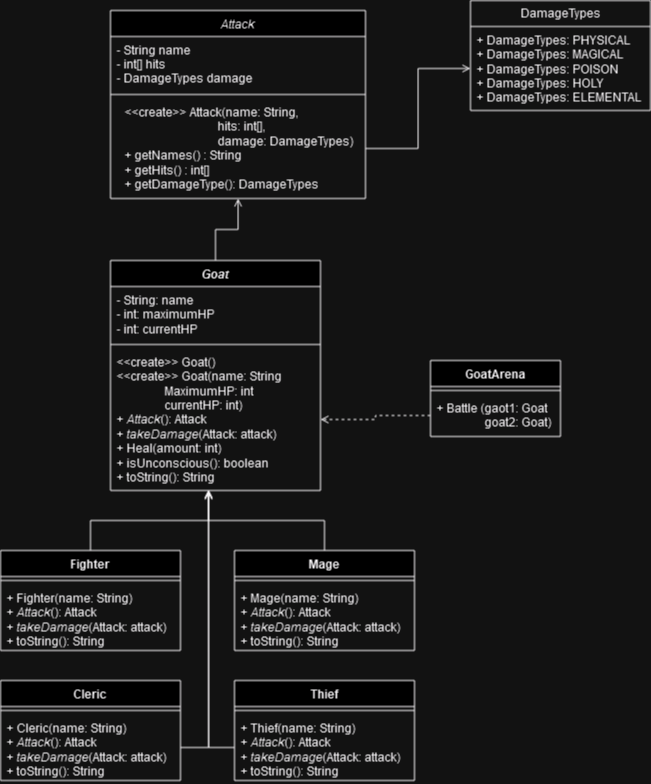 Attack
- String name
- int[] hits
- DamageTypes damage
<<create>> Attack(name: String,
hits: int[],
damage: DamageTypes)
+ getNames() : String
+ getHits() : int[]
+ getDamageType(): DamageTypes
DamageTypes
+ DamageTypes: PHYSICAL
+ DamageTypes: MAGICAL
+ DamageTypes: POISON
+ DamageTypes: HOLY
+ DamageTypes: ELEMENTAL
Goat
- String: name
- int: maximumHP
- int: currentHP
<<create>> Goat()
<<create>> Goat(name: String
MaximumHP: int
currentHP: int)
+ Attack(): Attack
+ takeDamage(Attack: attack)
+ Heal(amount: int)
+ isUnconscious(): boolean
+ toString(): String
GoatArena
+ Battle (gaot1: Goat
goat2: Goat)
Fighter
+ Fighter(name: String)
+ Attack(): Attack
+ takeDamage(Attack: attack)
+ toString(): String
Mage
+ Mage(name: String)
+ Attack(): Attack
+ takeDamage(Attack: attack)
+ toString(): String
Cleric
+ Cleric(name: String)
+ Attack(): Attack
+ takeDamage(Attack: attack)
+ toString(): String
Thief
+ Thief(name: String)
+ Attack(): Attack
+ takeDamage(Attack: attack)
+ toString(): String